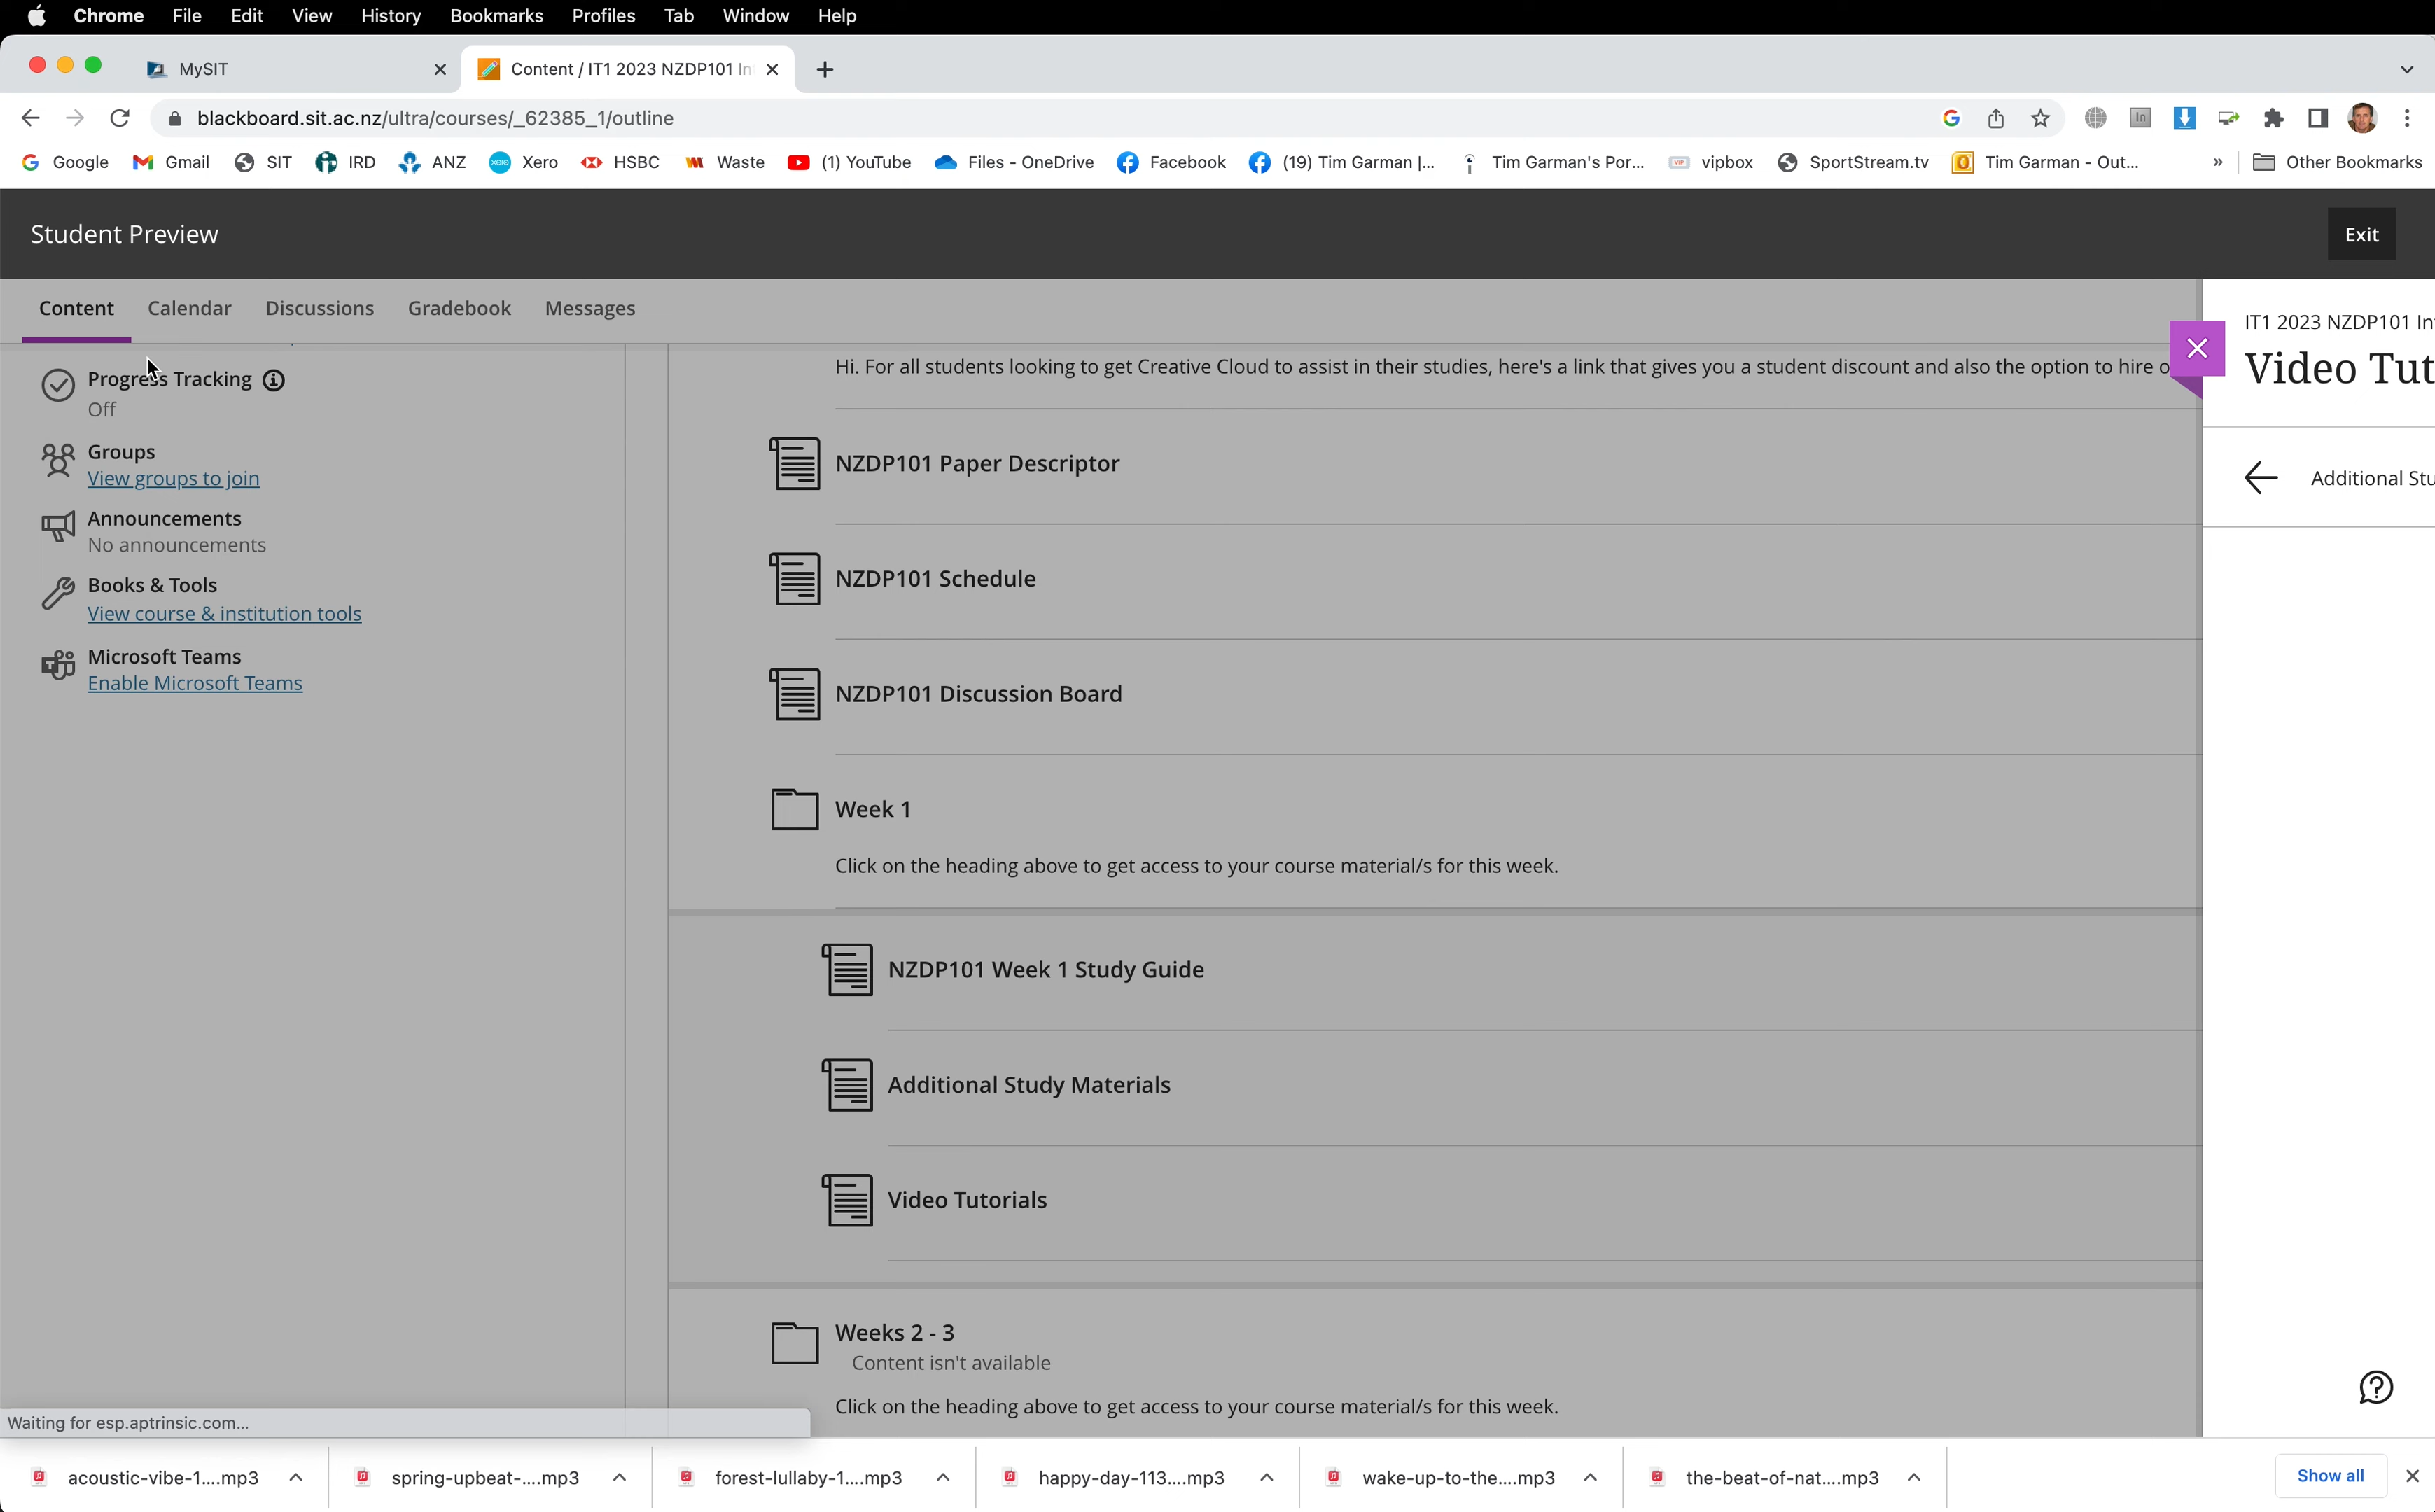 Chrome File Edit View History Bookmarks Profiles Tab Window Help
MySIT
Content / IT1 2023 NZDP101 In
blackboard.sit.ac.nz/ultra/courses/_62385_1/outline
Google Gmail SIT IRD ANZ Xero HSBC Waste (1) YouTube Files - OneDrive Facebook (19) Tim Garman |... Tim Garman's Por... vipbox SportStream.tv Tim Garman - Out... » Other Bookmarks
Student Preview
Exit
Content Calendar Discussions Gradebook Messages
Progress Tracking
Off
Groups
View groups to join
Announcements
No announcements
Books & Tools
View course & institution tools
Microsoft Teams
Enable Microsoft Teams
Hi. For all students looking to get Creative Cloud to assist in their studies, here's a link that gives you a student discount and also the option to hire o
NZDP101 Paper Descriptor
NZDP101 Schedule
NZDP101 Discussion Board
Week 1
Click on the heading above to get access to your course material/s for this week.
NZDP101 Week 1 Study Guide
Additional Study Materials
Video Tutorials
Weeks 2 - 3
Content isn't available
Click on the heading above to get access to your course material/s for this week.
IT1 2023 NZDP101 In
Video Tut
Additional Stu
Waiting for esp.aptrinsic.com...
acoustic-vibe-1....mp3
spring-upbeat-....mp3
forest-lullaby-1....mp3
happy-day-113....mp3
wake-up-to-the....mp3
the-beat-of-nat....mp3
Show all